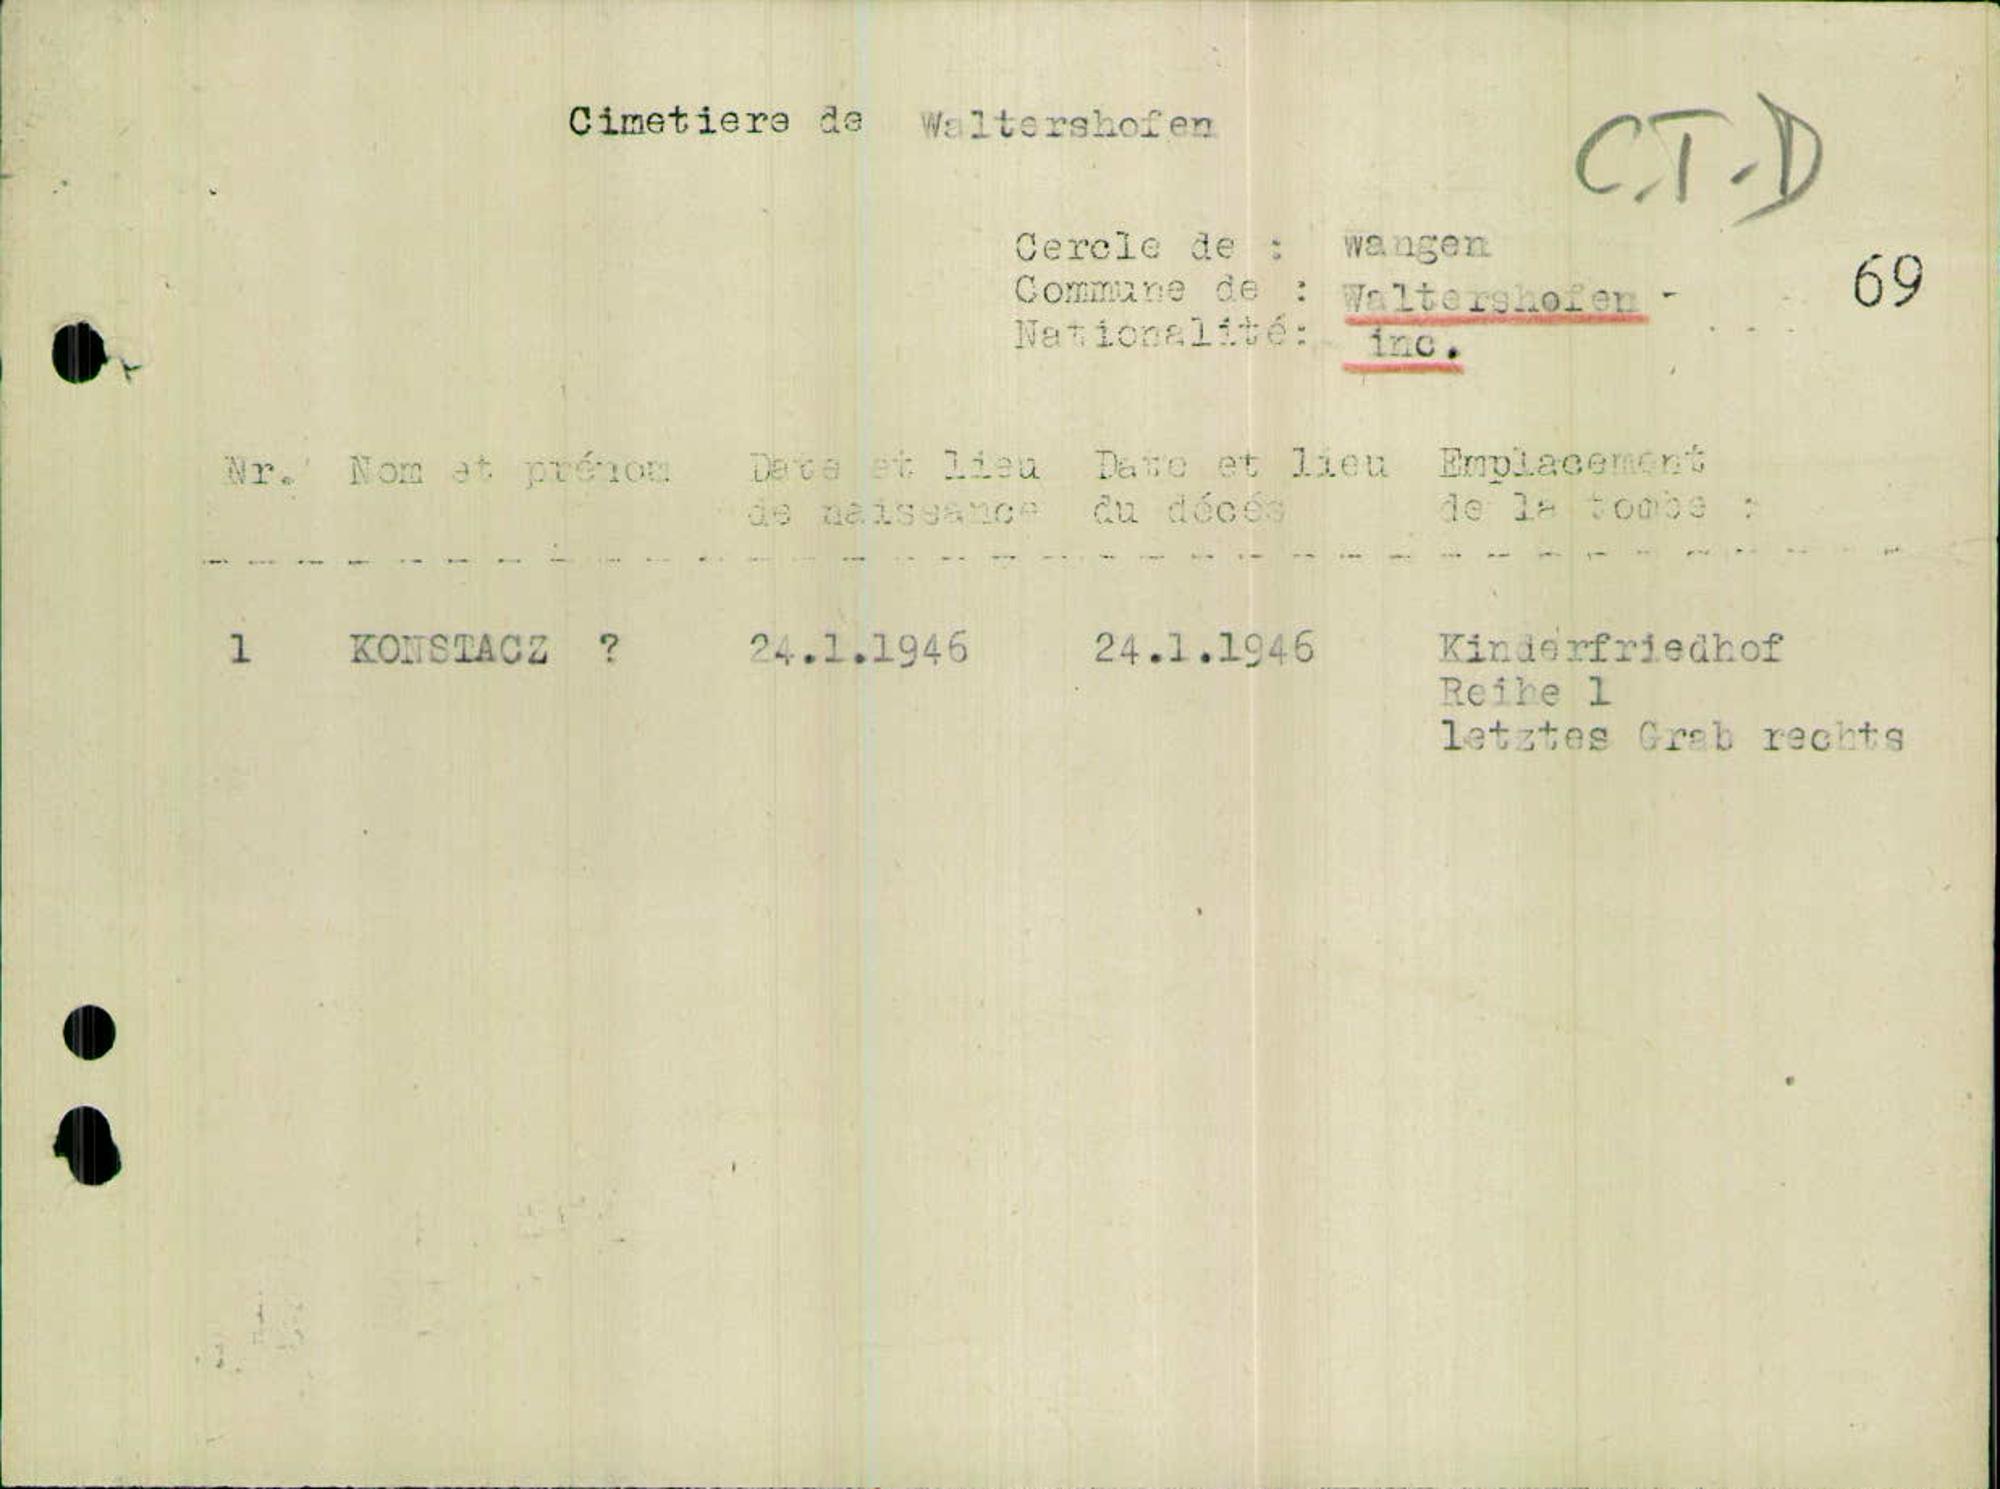 Cimetiere de Waltershofen
C.T.D
Cercle de : wangen
Commune de : Waltershofen -
69
Nationalité: inc.
Nr. Nom et prénom Date et lieu Date et lieu Emplacement
de naissance du décés de la tombe :
1 KONSTACZ ? 24.1.1946 24.1.1946 Kinderfriedhof
Reihe 1
letztes Grab rechts